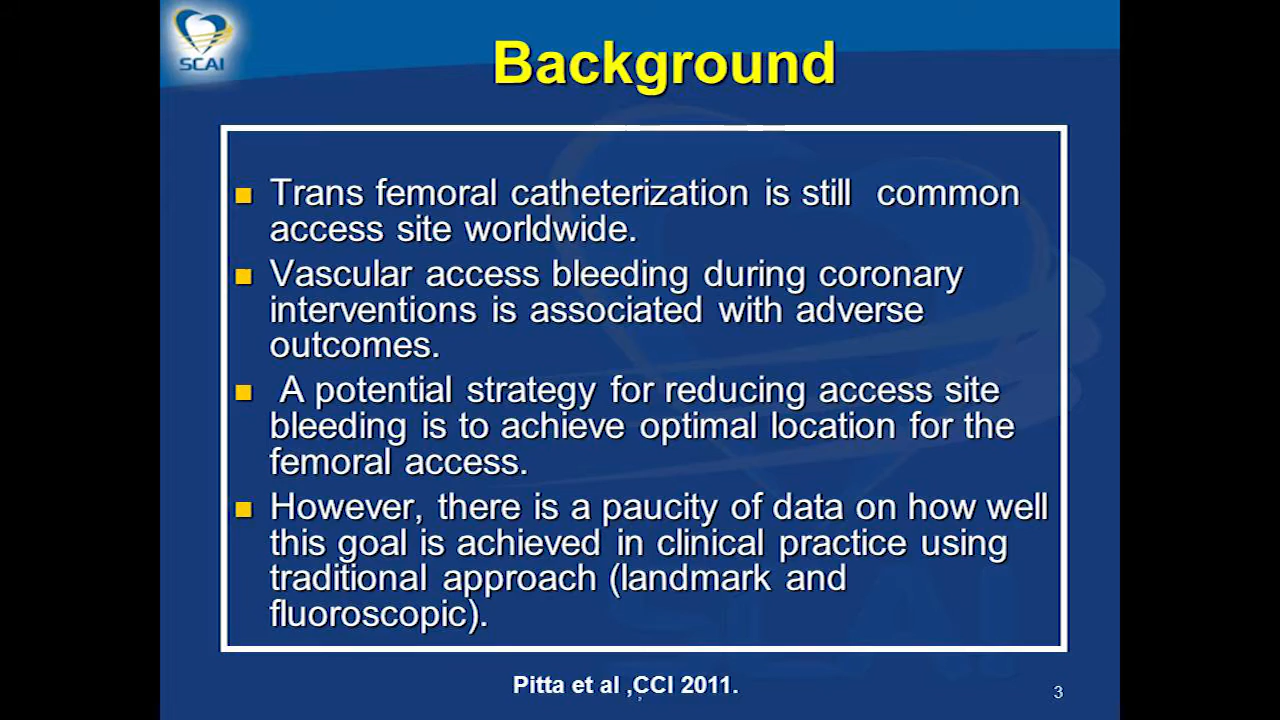 SCAI
Background
Trans femoral catheterization is still common
access site worldwide.
Vascular access bleeding during coronary
interventions is associated with adverse
outcomes.
A potential strategy for reducing access site
bleeding is to achieve optimal location for the
femoral access.
However, there is a paucity of data on how well
this goal is achieved in clinical practice using
traditional approach (landmark and
fluoroscopic).
Pitta et al ,CCI 2011.
3